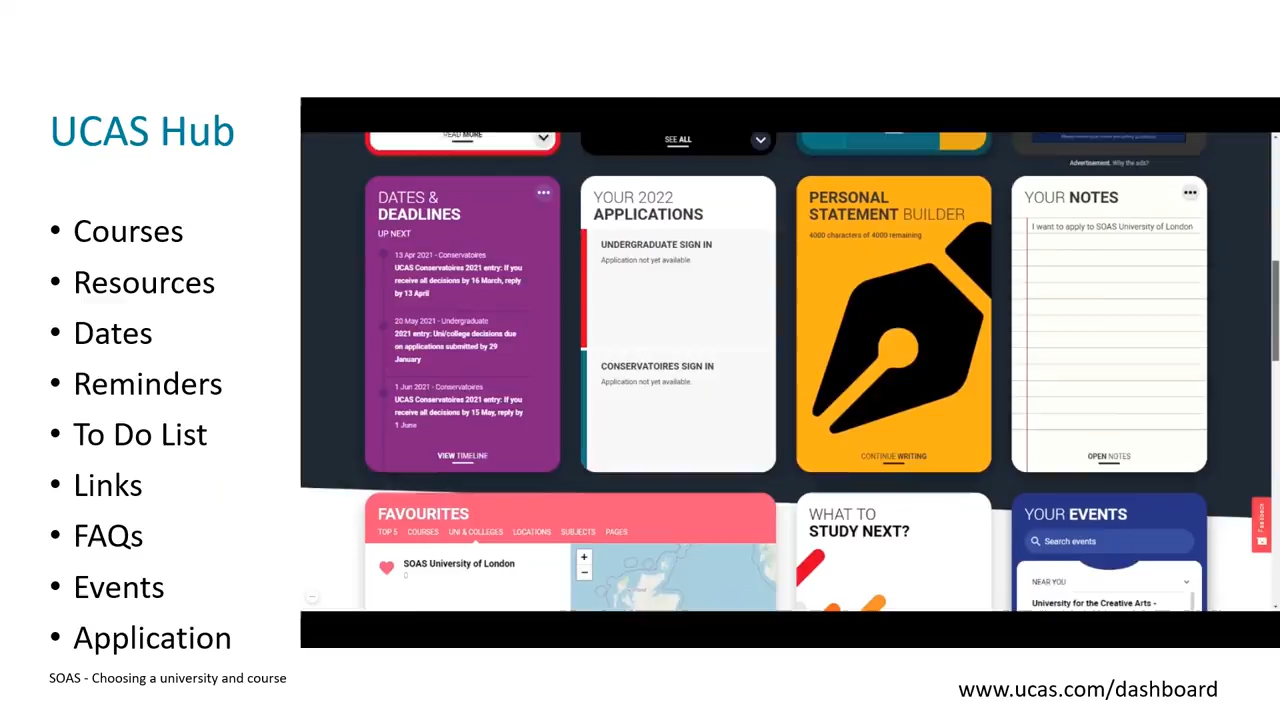 UCAS Hub
• Courses
• Resources
• Dates
• Reminders
• To Do List
• Links
• FAQs
• Events
• Application
SOAS - Choosing a university and course
READ MORE
SEE ALL
Advertisement. Why the ads?
DATES &
DEADLINES
UP NEXT
13 Apr 2021 - Conservatoires
UCAS Conservatoires 2021 entry: If you
receive all decisions by 16 March, reply
by 13 April
20 May 2021 - Undergraduate
2021 entry: Uni/college decisions due
on applications submitted by 29
January
1 Jun 2021 - Conservatoires
UCAS Conservatoires 2021 entry: If you
receive all decisions by 15 May, reply by
1 June
VIEW TIMELINE
YOUR 2022
APPLICATIONS
UNDERGRADUATE SIGN IN
Application not yet available
CONSERVATOIRES SIGN IN
Application not yet available.
PERSONAL
STATEMENT BUILDER
4000 characters of 4000 remaining
CONTINUE WRITING
YOUR NOTES
I want to apply to SOAS University of London
OPEN NOTES
FAVOURITES
TOP 5 COURSES UNI & COLLEGES LOCATIONS SUBJECTS PAGES
SOAS University of London
WHAT TO
STUDY NEXT?
YOUR EVENTS
Search events
NEAR YOU
University for the Creative Arts -
Feedback
www.ucas.com/dashboard